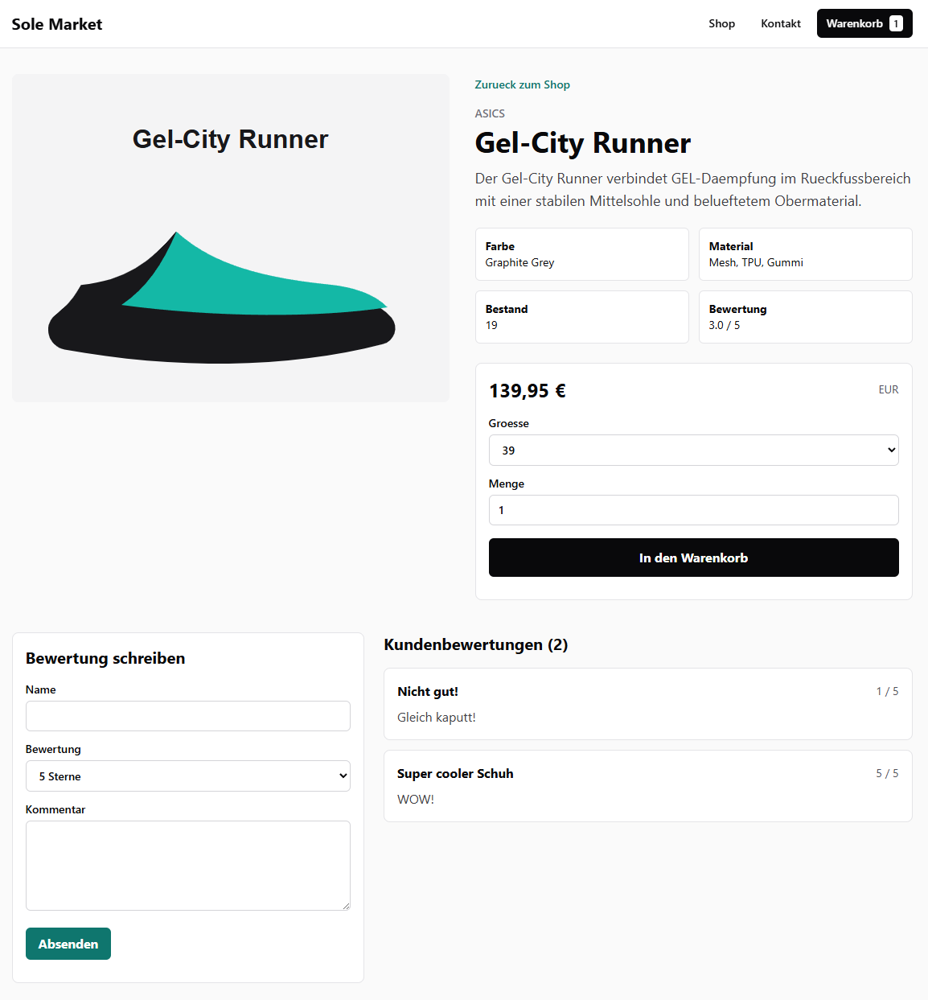 Sole Market
Shop
Kontakt
Warenkorb 1
Gel-City Runner
Zurueck zum Shop
ASICS
Gel-City Runner
Der Gel-City Runner verbindet GEL-Daempfung im Rueckfussbereich
mit einer stabilen Mittelsohle und belueftetem Obermaterial.
Farbe
Graphite Grey
Material
Mesh, TPU, Gummi
Bestand
19
Bewertung
3.0 / 5
139,95 €
EUR
Groesse
39
Menge
1
In den Warenkorb
Bewertung schreiben
Name
Bewertung
5 Sterne
Kommentar
Absenden
Kundenbewertungen (2)
Nicht gut!
1 / 5
Gleich kaputt!
Super cooler Schuh
5 / 5
WOW!